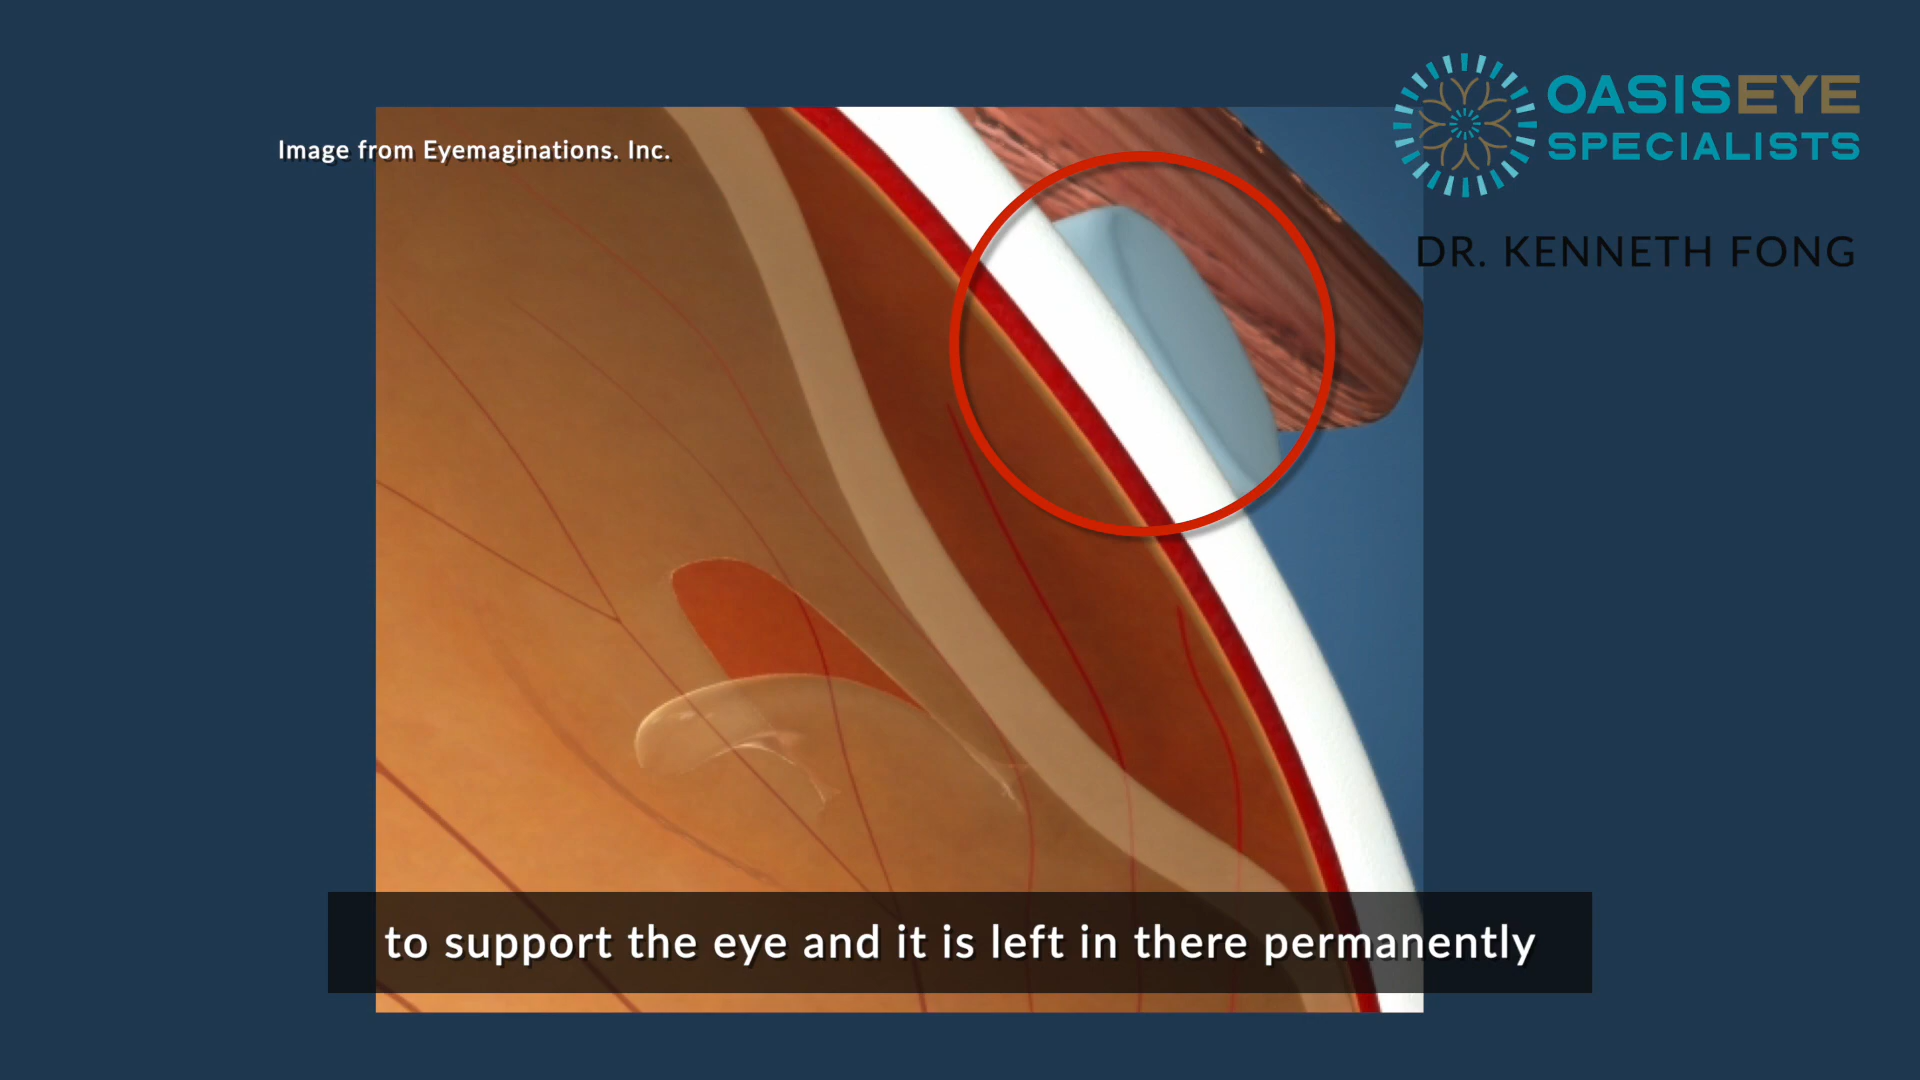 Image from Eyemaginations. Inc.
OASISEYE
SPECIALISTS
DR. KENNETH FONG
to support the eye and it is left in there permanently